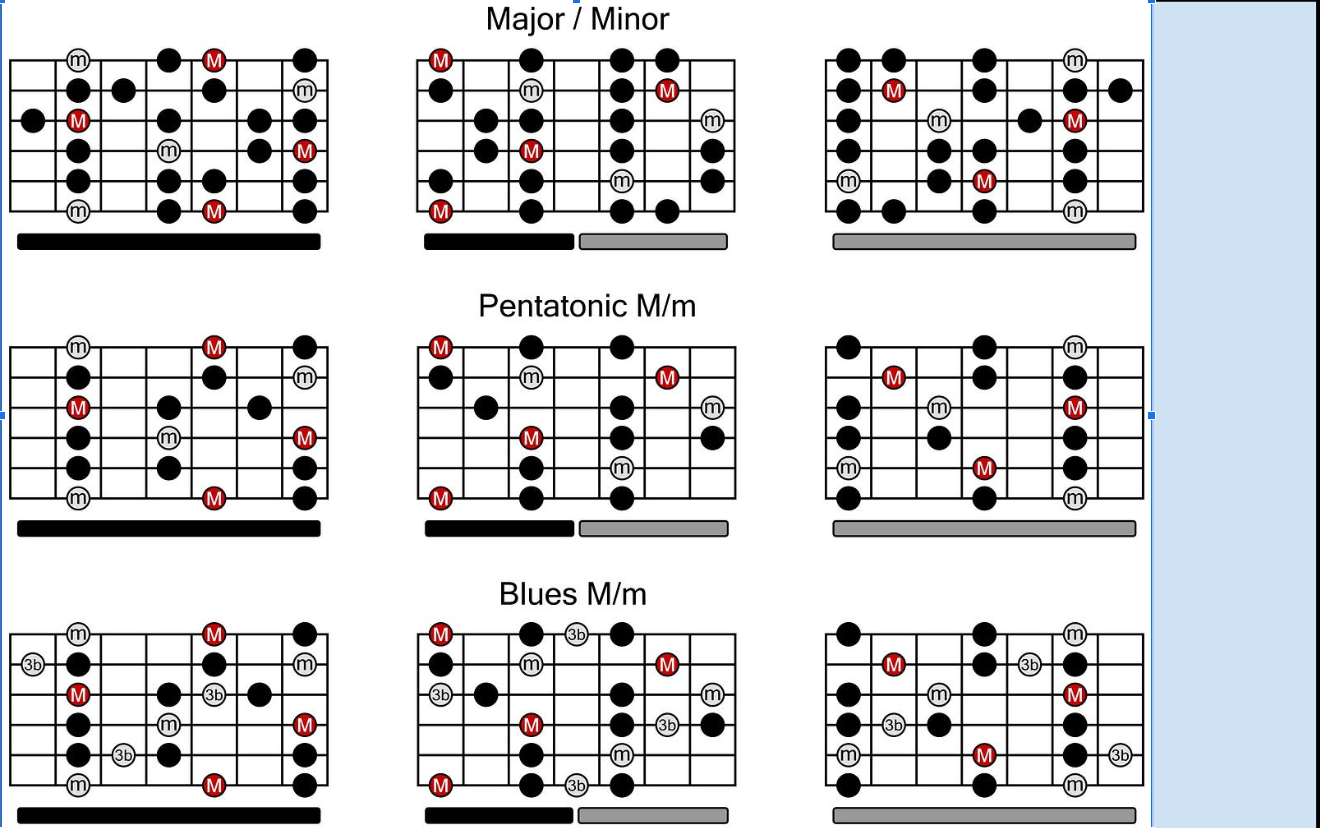 Major / Minor
m M M m
M m m M m
M m M
m M M
m m M
m M M m
Pentatonic M/m
m M M m
m m M
M m m M
m M M
m m M
m M M m
Blues M/m
m M M 3b m
3b m m M M 3b
M 3b 3b m m M
m M M 3b 3b
3b m m M 3b
m M M 3b m